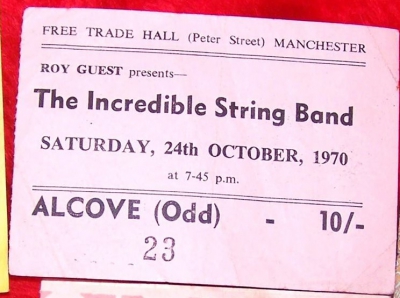 FREE TRADE HALL (Peter Street) MANCHESTER
ROY GUEST presents—
The Incredible String Band
SATURDAY, 24th OCTOBER, 1970
at 7-45 p.m.
ALCOVE (Odd) - 10/-
23